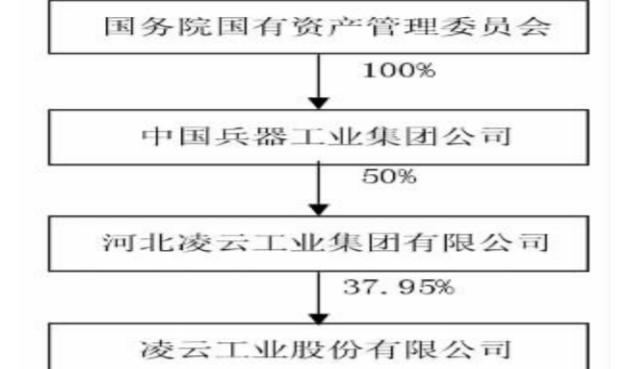 国务院国有资产管理委员会
100%
中国兵器工业集团公司
50%
河北凌云工业集团有限公司
37.95%
凌云工业股份有限公司